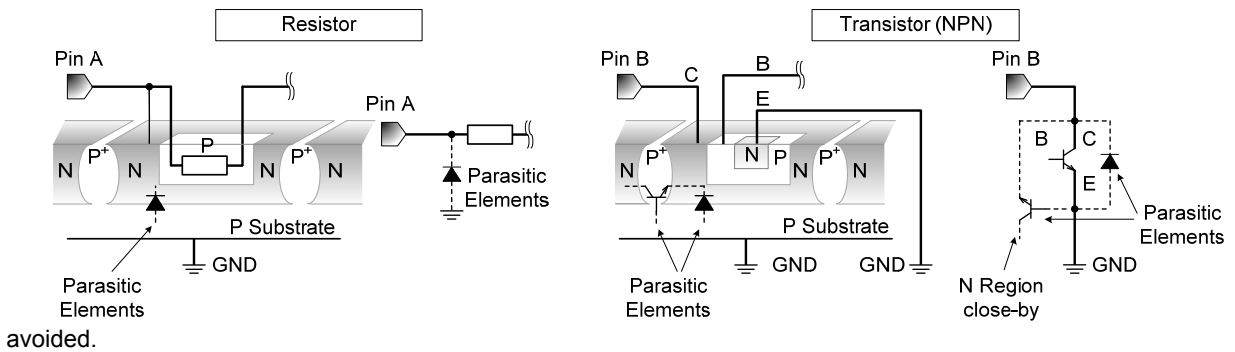 Resistor
Transistor (NPN)
Pin A
Pin B
C
B
E
Pin B
Pin A
N
P+
N
P
N
P+
N
Parasitic
Elements
P Substrate
GND
Parasitic
Elements
N
P+
N
N
P
N
P+
N
P Substrate
GND
GND
Parasitic
Elements
B
C
E
Parasitic
Elements
GND
N Region
close-by
avoided.